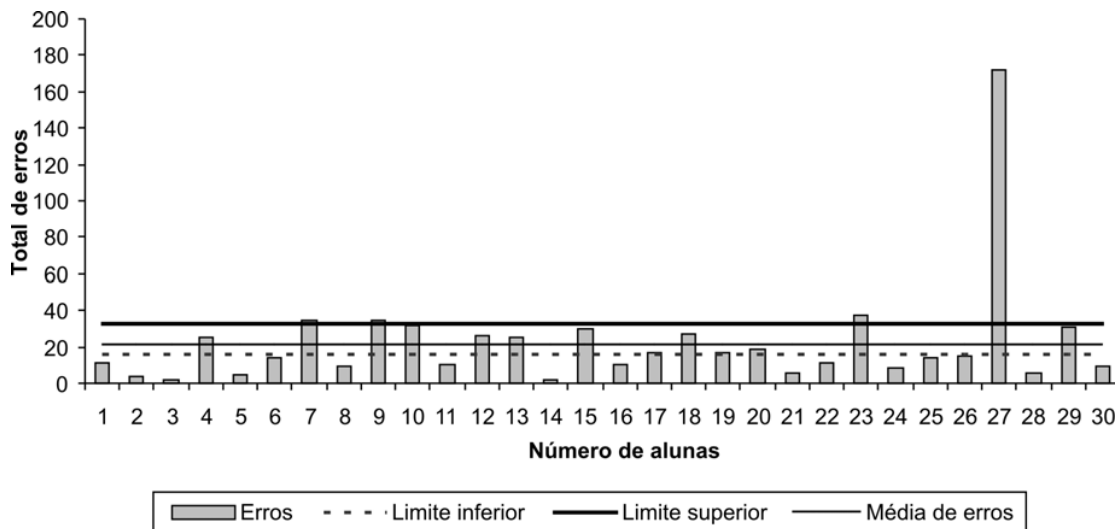 200
180
160
140
120
100
80
60
40
20
0
Total de erros
1 2 3 4 5 6 7 8 9 10 11 12 13 14 15 16 17 18 19 20 21 22 23 24 25 26 27 28 29 30
Número de alunas
Erros Limite inferior Limite superior Média de erros